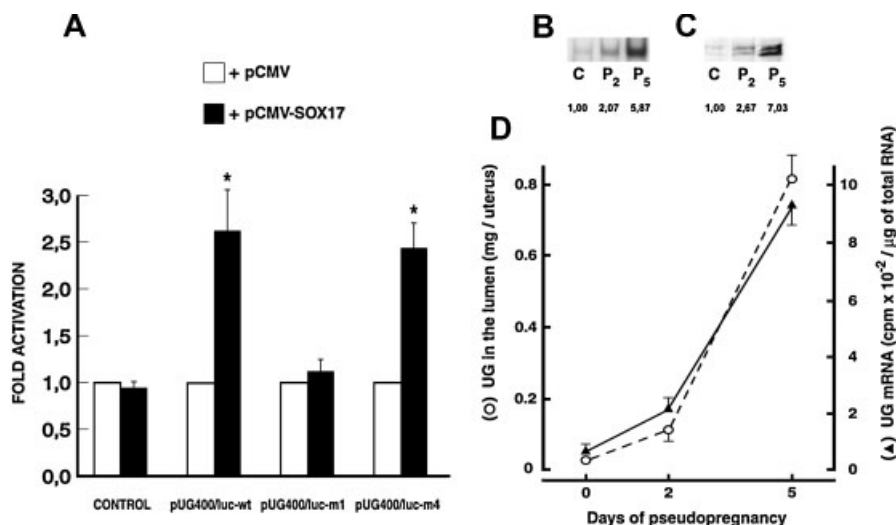 A
+ pCMV
+ pCMV-SOX17
FOLD ACTIVATION
3,0
2,5
2,0
1,5
1,0
0,5
0,0
*
*
CONTROL
pUG400/luc-wt
pUG400/luc-m1
pUG400/luc-m4
B
C P2 P5
1,00 2,07 5,87
C
C P2 P5
1,00 2,67 7,03
D
(○) UG in the lumen (mg / uterus)
0.8
0.6
0.4
0.2
0
10
8
6
4
2
0
(▲) UG mRNA (cpm x 10-2 / μg of total RNA)
0 2 5
Days of pseudopregnancy